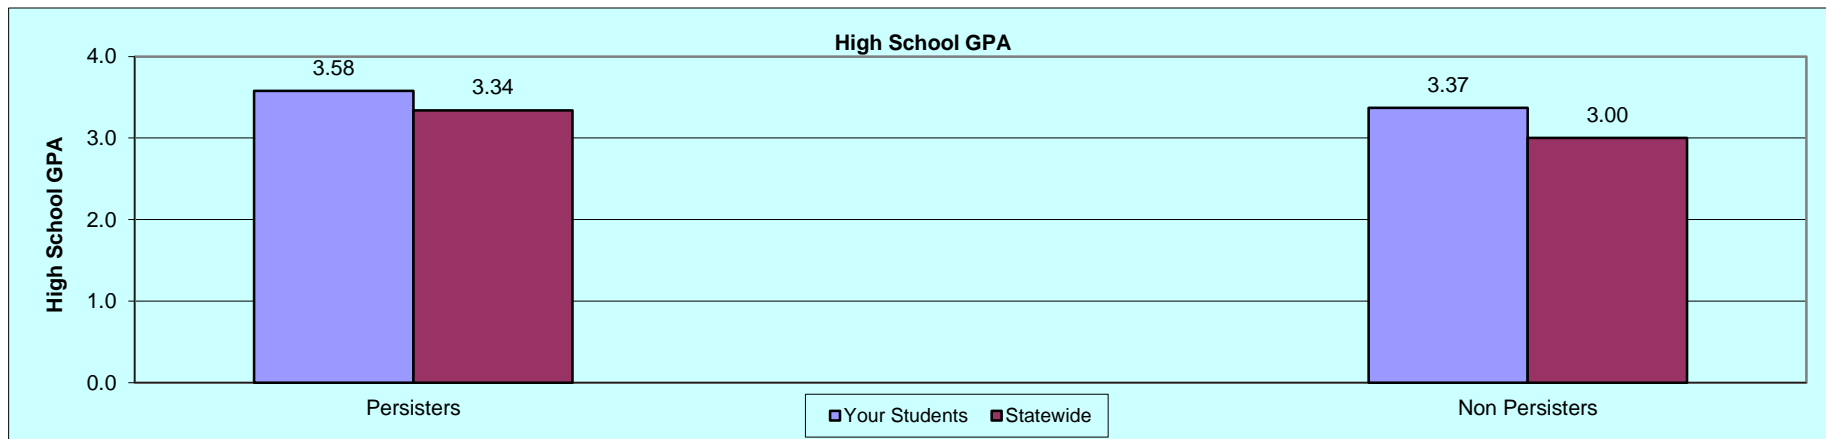 High School GPA
High School GPA
4.0
3.0
2.0
1.0
0.0
3.58
3.34
3.37
3.00
Persisters
Non Persisters
Your Students
Statewide